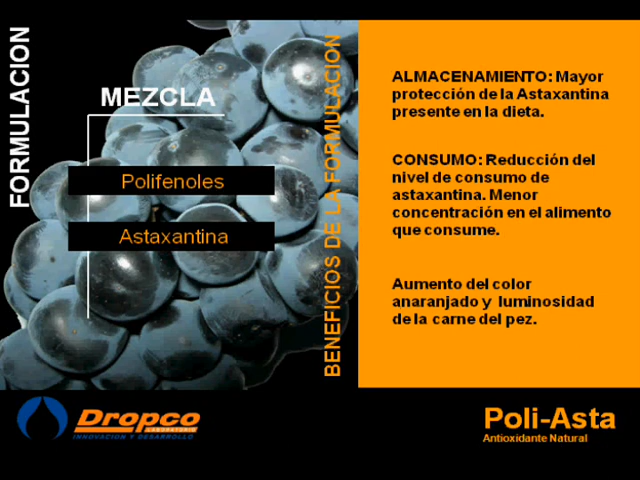 FORMULACION
MEZCLA
Polifenoles
Astaxantina
BENEFICIOS DE LA FORMULACION
ALMACENAMIENTO: Mayor
protección de la Astaxantina
presente en la dieta.
CONSUMO: Reducción del
nivel de consumo de
astaxantina. Menor
concentración en el alimento
que consume.
Aumento del color
anaranjado y luminosidad
de la carne del pez.
Dropco
LABORATORIO
INNOVACION Y DESARROLLO
Poli-Asta
Antioxidante Natural